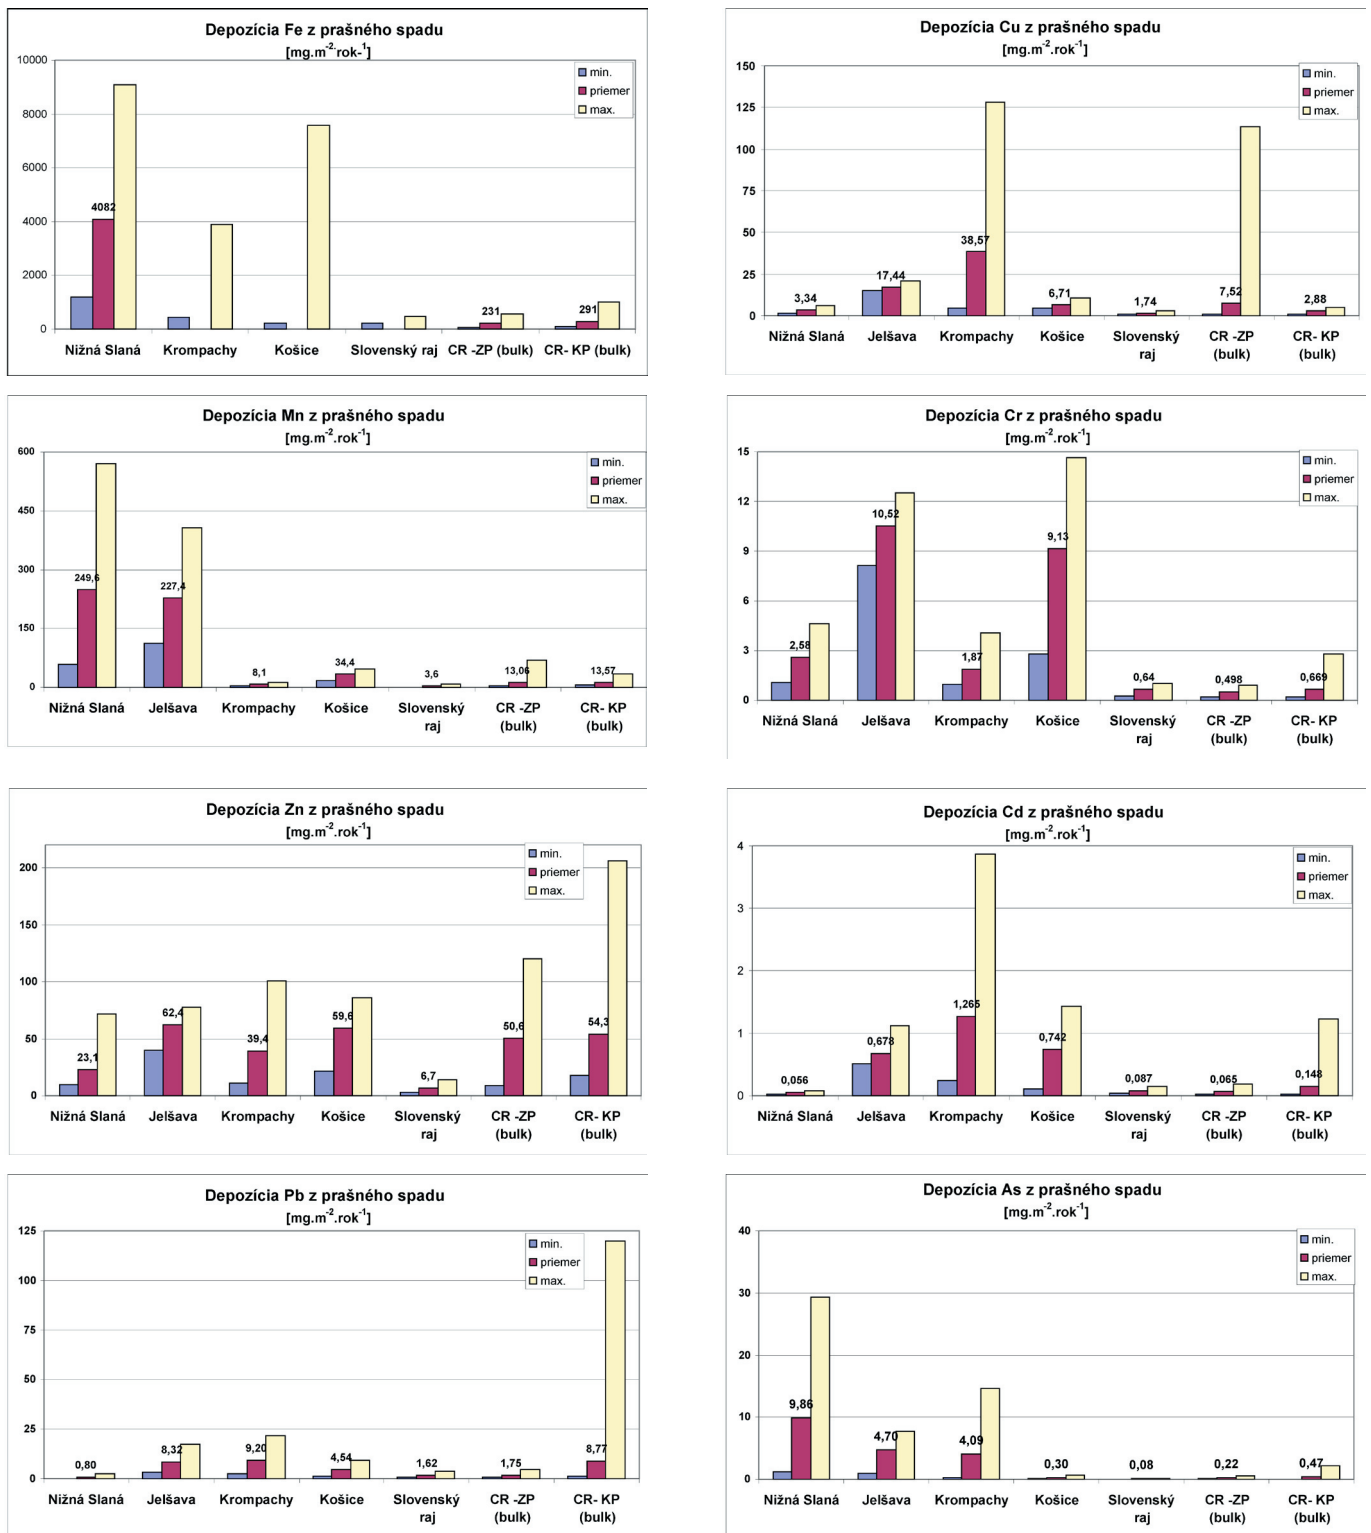 Depozícia Fe z prašného spadu
[mg.m-2.rok-1]
10000
8000
6000
4000
2000
0
min.
priemer
max.
4082
231
291
Nižná Slaná Krompachy Košice Slovenský raj CR -ZP (bulk) CR- KP (bulk)
Depozícia Cu z prašného spadu
[mg.m-2.rok-1]
150
125
100
75
50
25
0
min.
priemer
max.
3,34
17,44
38,57
6,71
1,74
7,52
2,88
Nižná Slaná Jelšava Krompachy Košice Slovenský CR -ZP CR- KP
raj (bulk) (bulk)
Depozícia Mn z prašného spadu
[mg.m-2.rok-1]
600
450
300
150
0
min.
priemer
max.
249,6
227,4
8,1
34,4
3,6
13,06
13,57
Nižná Slaná Jelšava Krompachy Košice Slovenský CR -ZP CR- KP
raj (bulk) (bulk)
Depozícia Cr z prašného spadu
[mg.m-2.rok-1]
15
12
9
6
3
0
min.
priemer
max.
2,58
10,52
1,87
9,13
0,64
0,498
0,669
Nižná Slaná Jelšava Krompachy Košice Slovenský CR -ZP CR- KP
raj (bulk) (bulk)
Depozícia Zn z prašného spadu
[mg.m-2.rok-1]
200
150
100
50
0
min.
priemer
max.
23,1
62,4
39,4
59,6
6,7
50,6
54,3
Nižná Slaná Jelšava Krompachy Košice Slovenský CR -ZP CR- KP
raj (bulk) (bulk)
Depozícia Cd z prašného spadu
[mg.m-2.rok-1]
4
3
2
1
0
min.
priemer
max.
0,056
0,678
1,265
0,742
0,087
0,065
0,148
Nižná Slaná Jelšava Krompachy Košice Slovenský CR -ZP CR- KP
raj (bulk) (bulk)
Depozícia Pb z prašného spadu
[mg.m-2.rok-1]
125
100
75
50
25
0
min.
priemer
max.
0,80
8,32
9,20
4,54
1,62
1,75
8,77
Nižná Slaná Jelšava Krompachy Košice Slovenský CR -ZP CR- KP
raj (bulk) (bulk)
Depozícia As z prašného spadu
[mg.m-2.rok-1]
40
30
20
10
0
min.
priemer
max.
9,86
4,70
4,09
0,30
0,08
0,22
0,47
Nižná Slaná Jelšava Krompachy Košice Slovenský CR -ZP CR- KP
raj (bulk) (bulk)